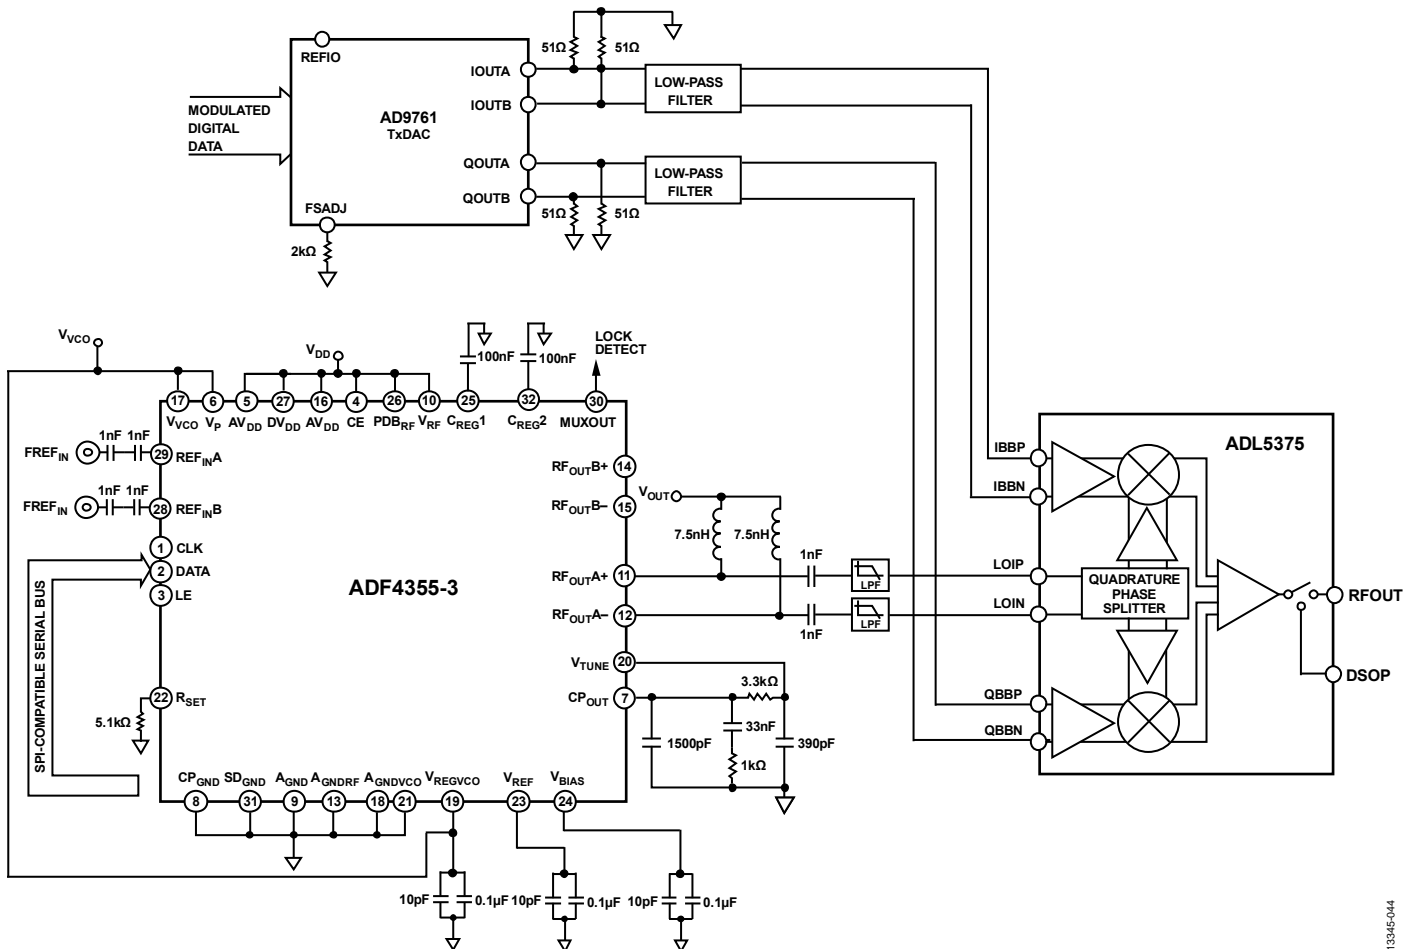 51Ω 51Ω
REFIO
IOUTA
LOW-PASS
FILTER
MODULATED
DIGITAL
DATA
AD9761
TxDAC
IOUTB
QOUTA
LOW-PASS
FILTER
QOUTB
FSADJ
51Ω 51Ω
2kΩ
VVCO
VDD
100nF 100nF
LOCK
DETECT
17 6 5 27 16 4 26 10 25 32 30
VVCO VP AVDD DVDD AVDD CE PDBRF VRF CREG1 CREG2 MUXOUT
1nF 1nF
FREFIN 29 REFINA
1nF 1nF
FREFIN 28 REFINB
1 CLK
2 DATA
3 LE
SPI-COMPATIBLE SERIAL BUS
22 RSET
5.1kΩ
ADF4355-3
RFOUTB+ 14
RFOUTB– 15
VOUT
7.5nH 7.5nH
RFOUTA+ 11
1nF
LPF
RFOUTA– 12
1nF
LPF
VTUNE 20
CPOUT 7
3.3kΩ
33nF
1500pF
390pF
1kΩ
CPGND SDGND AGND AGNDRF AGNDVCO VREGVCO VREF VBIAS
8 31 9 13 18 21 19 23 24
10pF 0.1µF 10pF 0.1µF 10pF 0.1µF
ADL5375
IBBP
IBBN
LOIP
LOIN
QUADRATURE
PHASE
SPLITTER
RFOUT
DSOP
QBBP
QBBN
13345-044